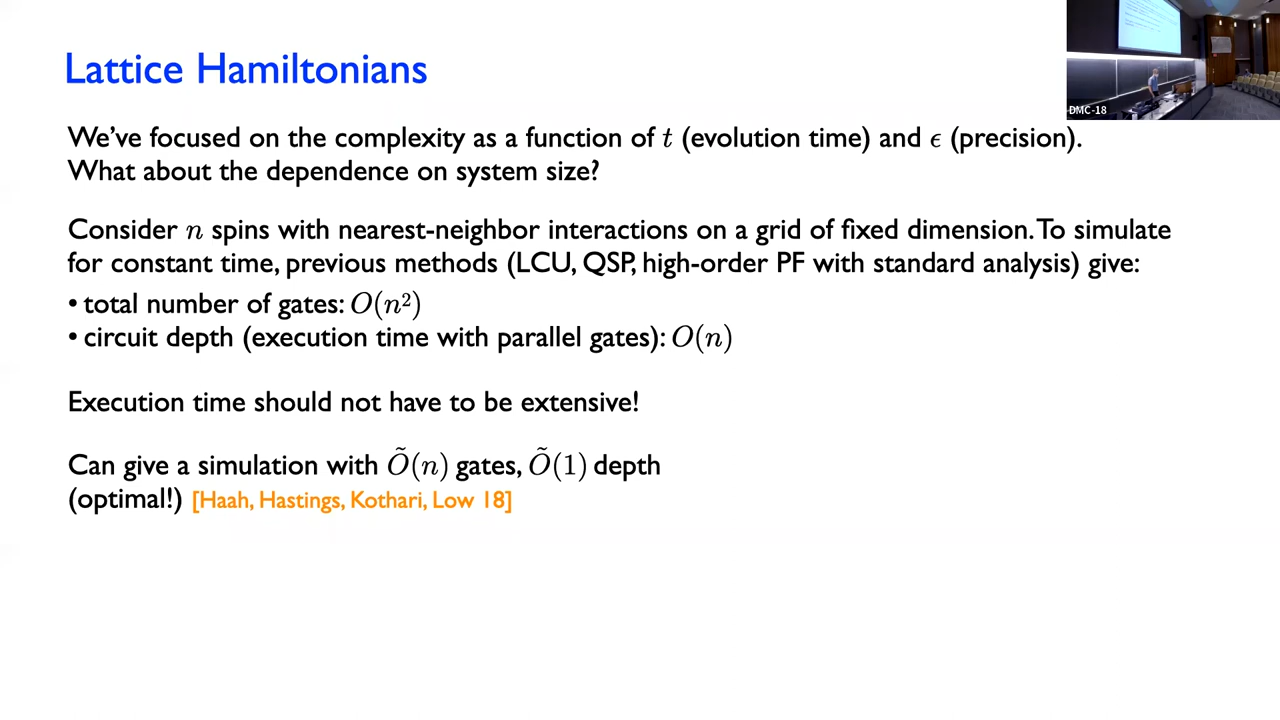 Lattice Hamiltonians
DMC-18
We've focused on the complexity as a function of t (evolution time) and ϵ (precision).
What about the dependence on system size?
Consider n spins with nearest-neighbor interactions on a grid of fixed dimension. To simulate
for constant time, previous methods (LCU, QSP, high-order PF with standard analysis) give:
• total number of gates: O(n²)
• circuit depth (execution time with parallel gates): O(n)
Execution time should not have to be extensive!
Can give a simulation with Õ(n) gates, Õ(1) depth
(optimal!) [Haah, Hastings, Kothari, Low 18]